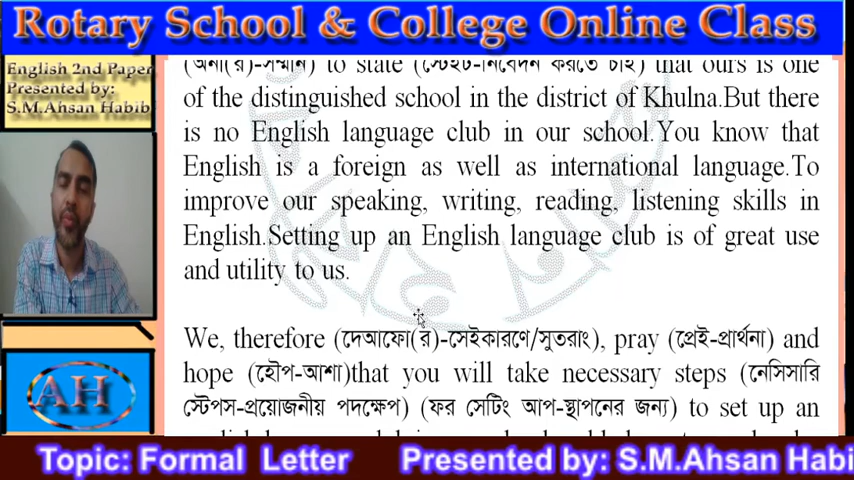 Rotary School & College Online Class
English 2nd Paper
Presented by:
S.M.Ahsan Habib
(অনা(র)-সম্মান) to state (স্টেইট-নিবেদন করতে চাই) that ours is one
of the distinguished school in the district of Khulna.But there
is no English language club in our school.You know that
English is a foreign as well as international language.To
improve our speaking, writing, reading, listening skills in
English.Setting up an English language club is of great use
and utility to us.
We, therefore (দেআফো(র)-সেইকারণে/সুতরাং), pray (প্রেই-প্রার্থনা) and
hope (হৌপ-আশা)that you will take necessary steps (নেসিসারি
স্টেপস-প্রয়োজনীয় পদক্ষেপ) (ফর সেটিং আপ-স্থাপনের জন্য) to set up an
AH
Topic: Formal Letter Presented by: S.M.Ahsan Habi